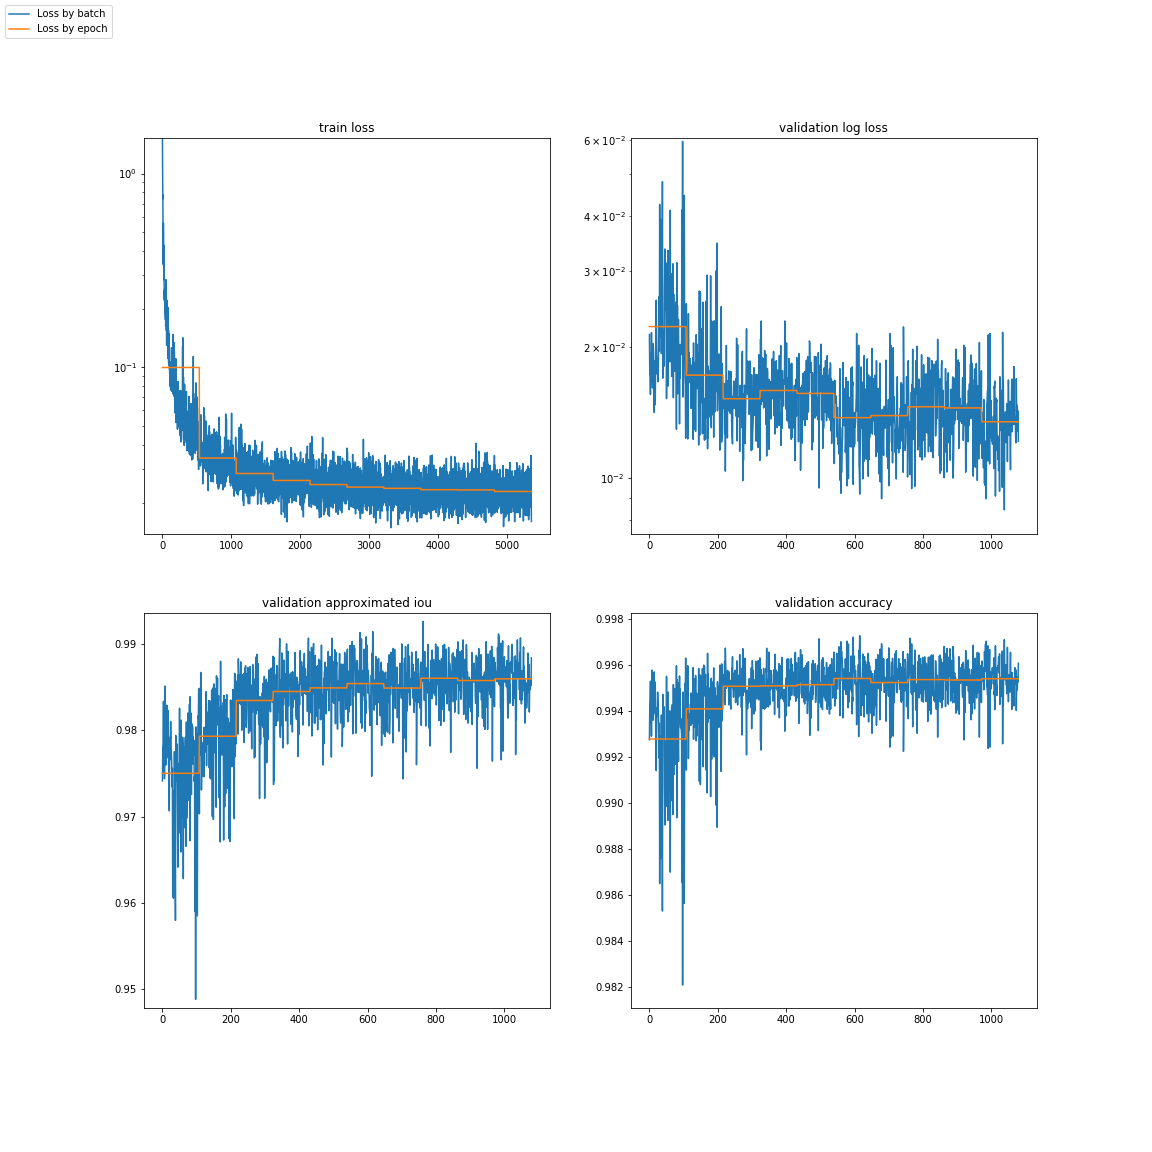 Loss by batch
Loss by epoch
train loss
10⁰
10⁻¹
0 1000 2000 3000 4000 5000
validation log loss
6 × 10⁻²
4 × 10⁻²
3 × 10⁻²
2 × 10⁻²
10⁻²
0 200 400 600 800 1000
validation approximated iou
0.99
0.98
0.97
0.96
0.95
0 200 400 600 800 1000
validation accuracy
0.998
0.996
0.994
0.992
0.990
0.988
0.986
0.984
0.982
0 200 400 600 800 1000